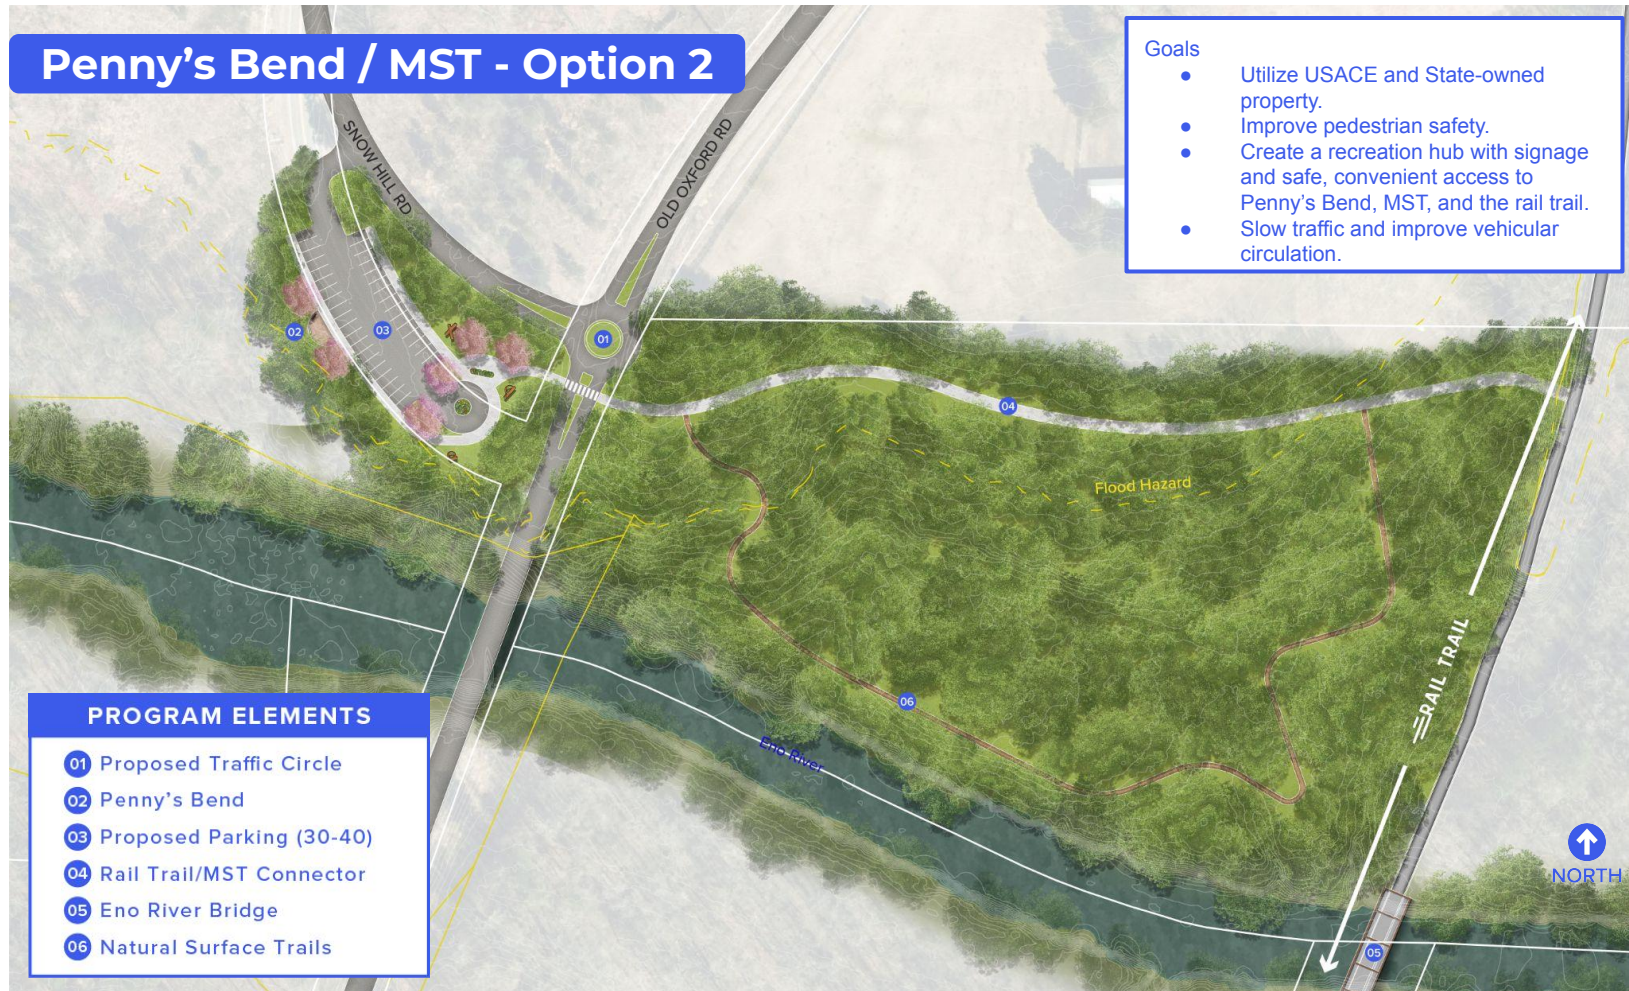 Penny's Bend / MST - Option 2
Goals
● Utilize USACE and State-owned
property.
● Improve pedestrian safety.
● Create a recreation hub with signage
and safe, convenient access to
Penny's Bend, MST, and the rail trail.
● Slow traffic and improve vehicular
circulation.
SNOW HILL RD
OLD OXFORD RD
02
03
01
04
Flood Hazard
RAIL TRAIL
06
Eno River
PROGRAM ELEMENTS
01 Proposed Traffic Circle
02 Penny's Bend
03 Proposed Parking (30-40)
04 Rail Trail/MST Connector
05 Eno River Bridge
06 Natural Surface Trails
NORTH
05